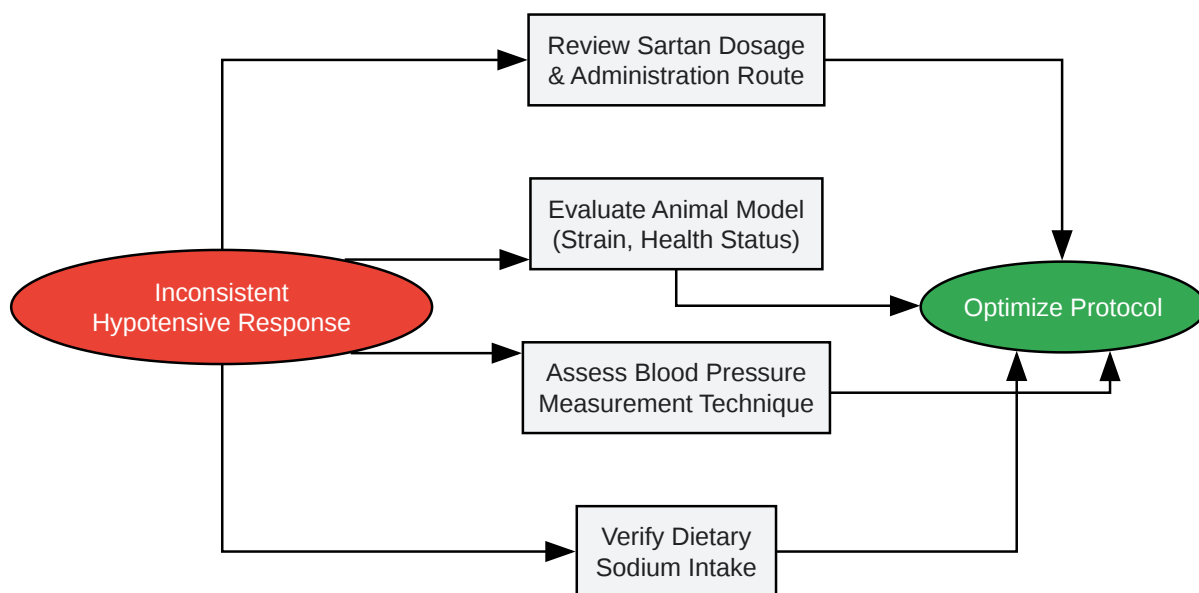 Review Sartan Dosage
& Administration Route
Evaluate Animal Model
(Strain, Health Status)
Inconsistent
Hypotensive Response
Optimize Protocol
Assess Blood Pressure
Measurement Technique
Verify Dietary
Sodium Intake